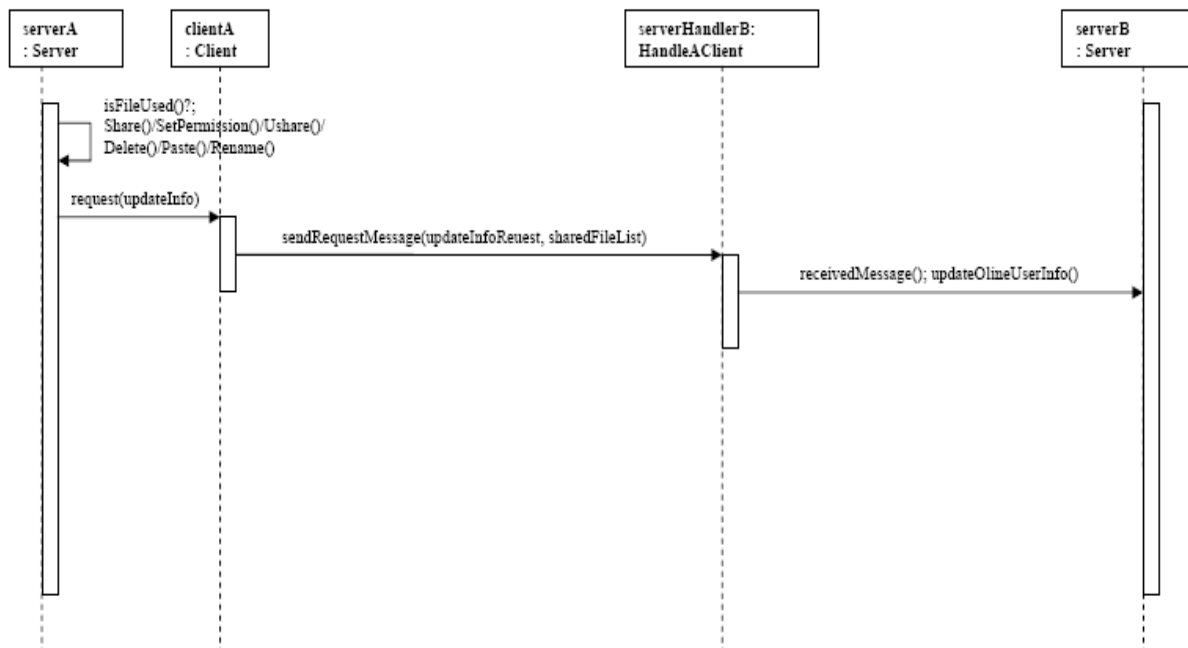 serverA
: Server
clientA
: Client
serverHandlerB:
HandleAClient
serverB
: Server
isFileUsed()?;
Share()/SetPermission()/Ushare()/
Delete()/Paste()/Rename()
request(updateInfo)
sendRequestMessage(updateInfoReuest, sharedFileList)
receivedMessage(); updateOlineUserInfo()